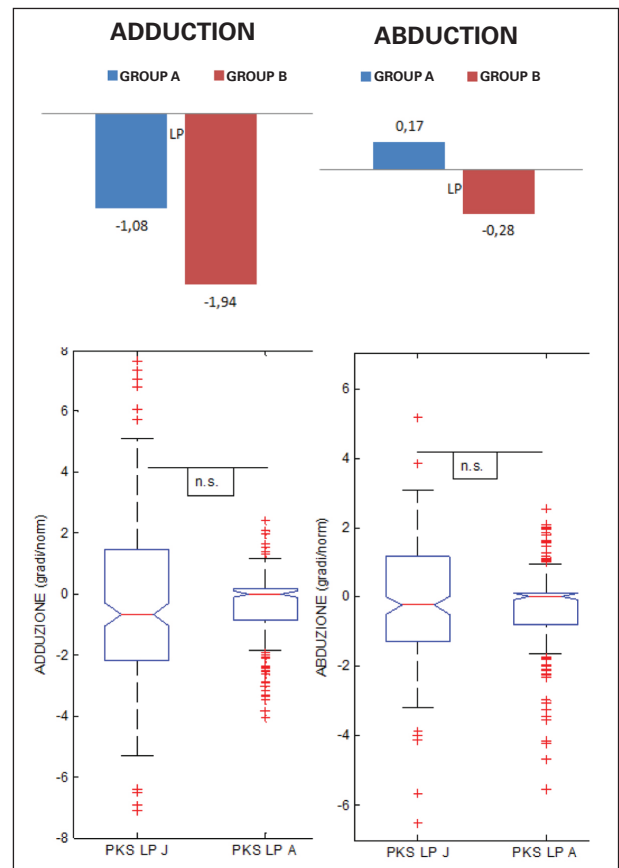 ADDUCTION
GROUP A GROUP B
LP
-1,08
-1,94
ABDUCTION
GROUP A GROUP B
0,17
LP
-0,28
ADDUZIONE (gradi/norm)
8
6
4
2
0
-2
-4
-6
-8
n.s.
PKS LP J PKS LP A
ABDUZIONE (gradi/norm)
6
4
2
0
-2
-4
-6
n.s.
PKS LP J PKS LP A